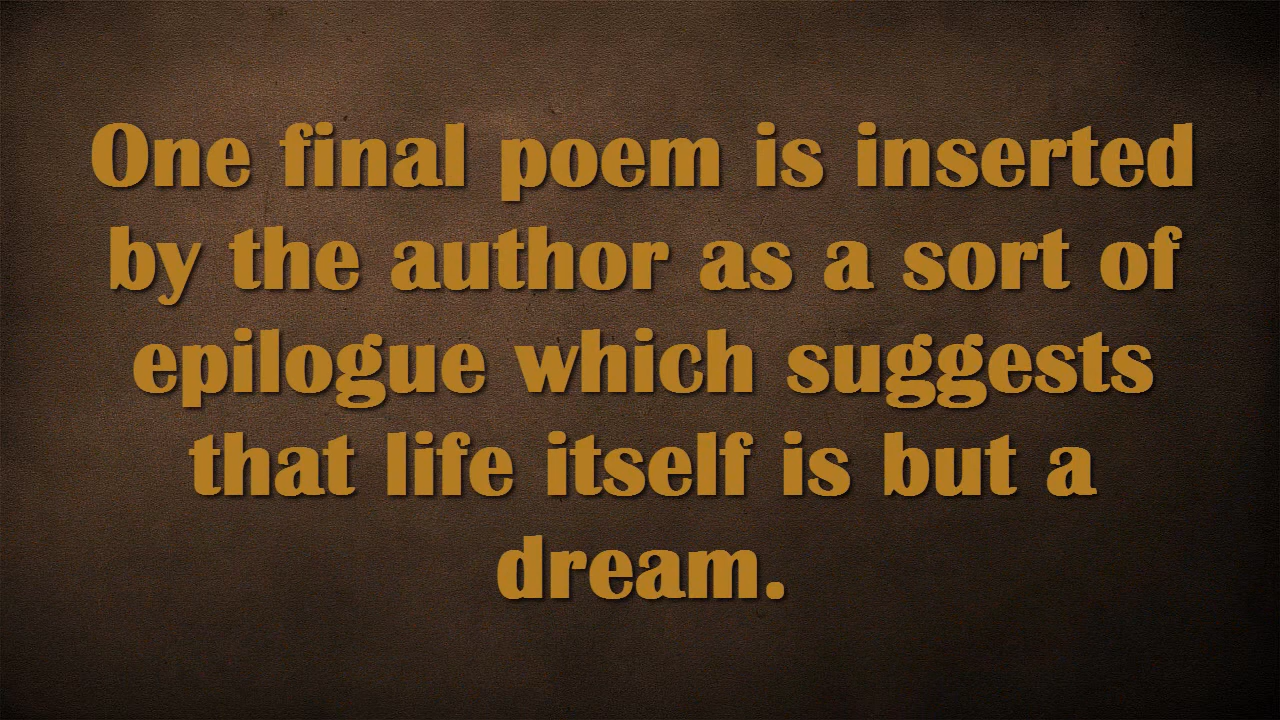 One final poem is inserted
by the author as a sort of
epilogue which suggests
that life itself is but a
dream.